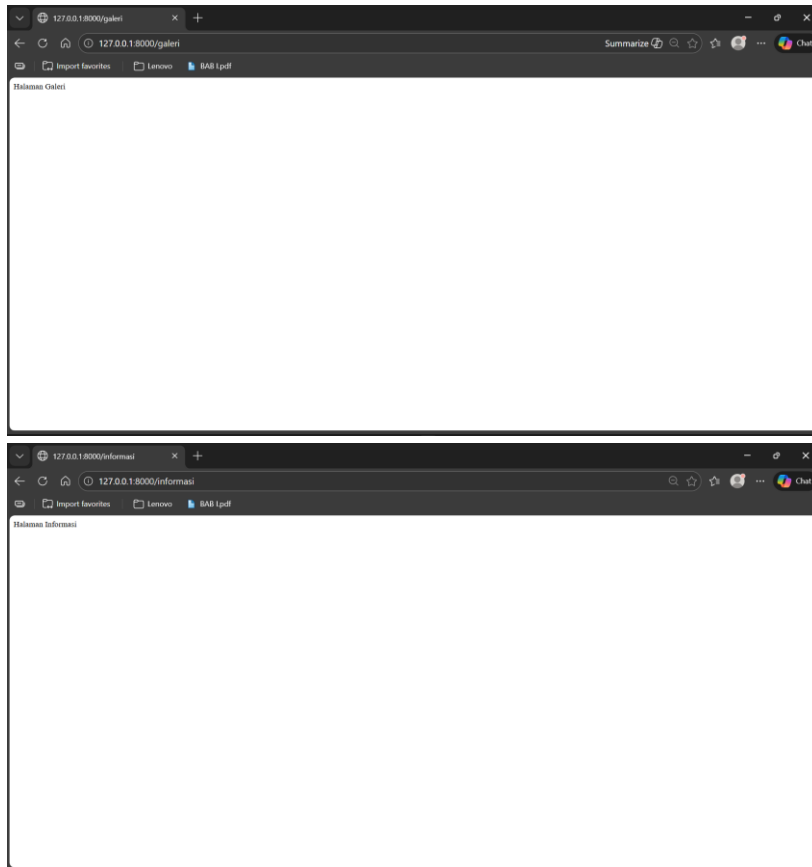 127.0.0.1:8000/galeri
127.0.0.1:8000/galeri Summarize
Chat
Import favorites Lenovo BAB I.pdf
Halaman Galeri
127.0.0.1:8000/informasi
127.0.0.1:8000/informasi
Chat
Import favorites Lenovo BAB I.pdf
Halaman Informasi